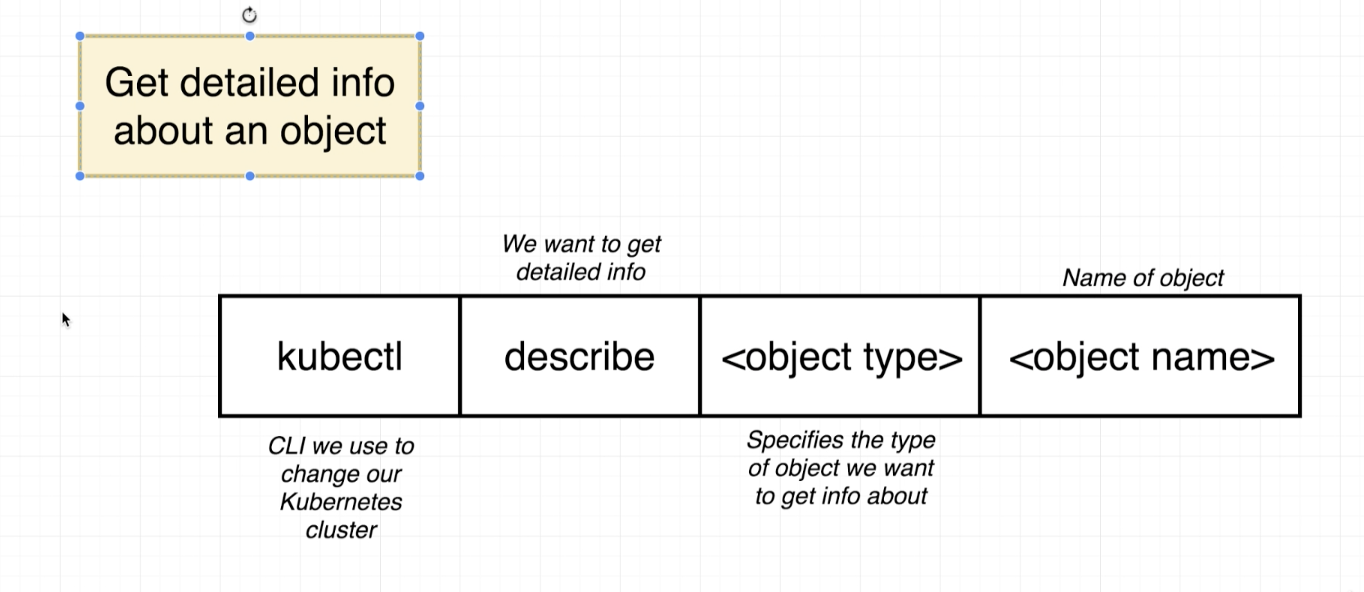 Get detailed info
about an object
We want to get
detailed info
Name of object
kubectl
describe
<object type>
<object name>
CLI we use to
change our
Kubernetes
cluster
Specifies the type
of object we want
to get info about